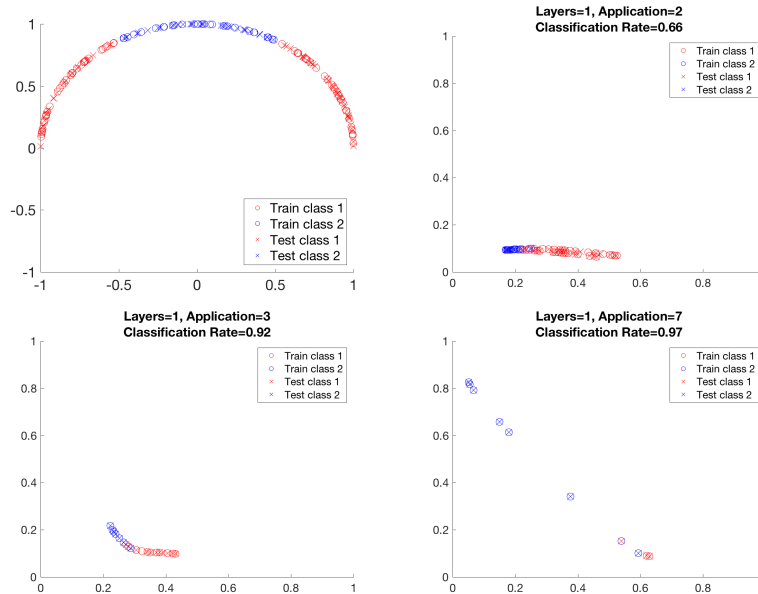 1
0.5
0
-0.5
-1
-1
-0.5
0
0.5
1
Train class 1
Train class 2
Test class 1
Test class 2
Layers=1, Application=2
Classification Rate=0.66
1
0.8
0.6
0.4
0.2
0
0
0.2
0.4
0.6
0.8
Train class 1
Train class 2
Test class 1
Test class 2
Layers=1, Application=3
Classification Rate=0.92
1
0.8
0.6
0.4
0.2
0
0
0.2
0.4
0.6
0.8
1
Train class 1
Train class 2
Test class 1
Test class 2
Layers=1, Application=7
Classification Rate=0.97
1
0.8
0.6
0.4
0.2
0
0
0.2
0.4
0.6
0.8
Train class 1
Train class 2
Test class 1
Test class 2